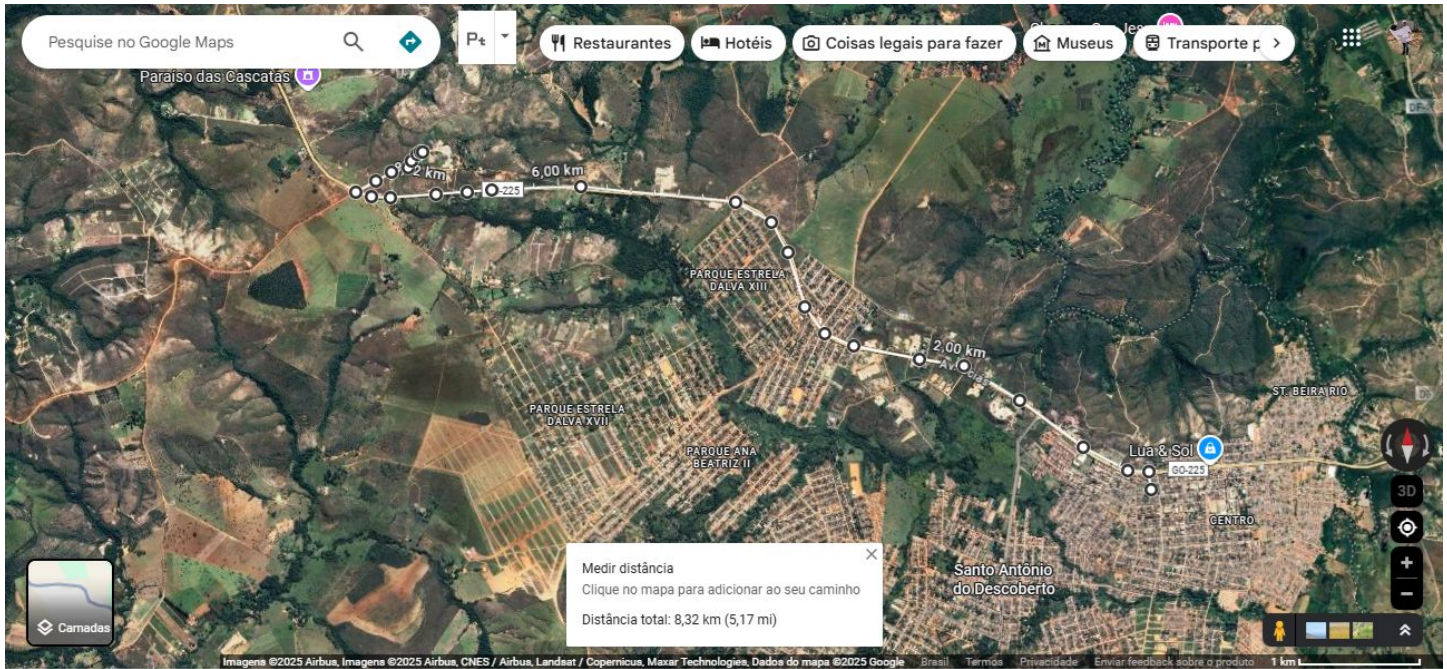 Pesquise no Google Maps
Pt
Restaurantes
Hotéis
Coisas legais para fazer
Museus
Transporte p
Paraíso das Cascatas
6,00 km
-225
PARQUE ESTRELA
DALVA XIII
2,00 km
PARQUE ESTRELA
DALVA XVII
PARQUE ANA
BEATRIZ II
ST. BEIRA RIO
Lua & Sol
GO-225
CENTRO
3D
Santo Antônio
do Descoberto
Medir distância
Clique no mapa para adicionar ao seu caminho
Distância total: 8,32 km (5,17 mi)
Camadas
Imagens ©2025 Airbus, Imagens ©2025 Airbus, CNES / Airbus, Landsat / Copernicus, Maxar Technologies, Dados do mapa ©2025 Google Brasil Termos Privacidade Enviar feedback sobre o produto 1 km